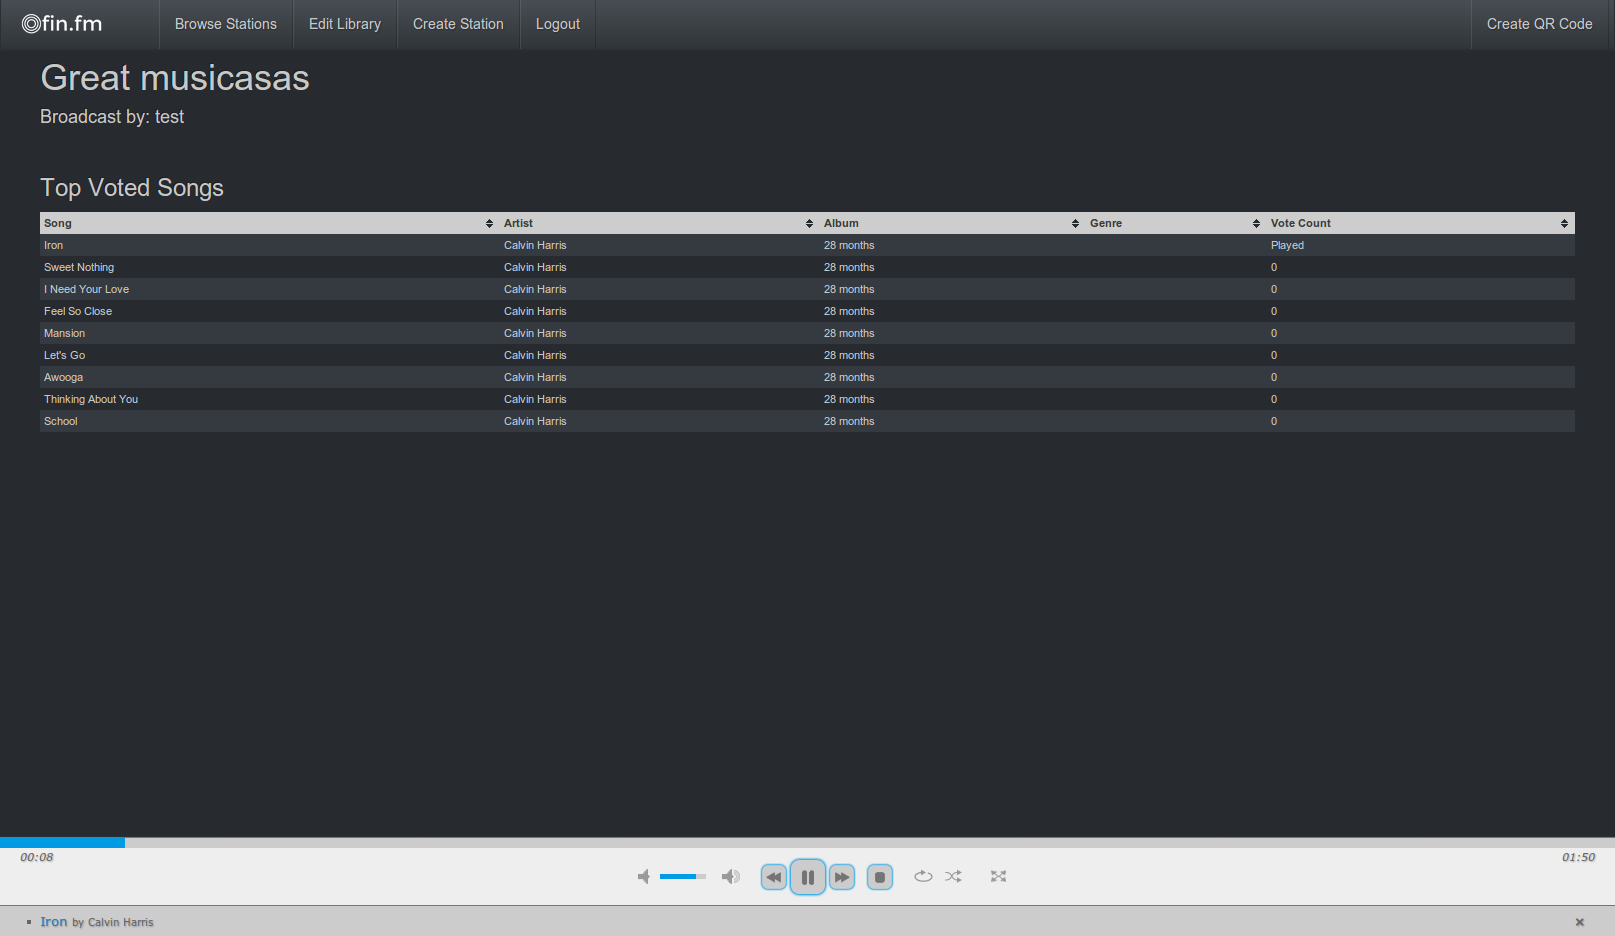 fin.fm Browse Stations Edit Library Create Station Logout Create QR Code
Great musicasas
Broadcast by: test
Top Voted Songs
Song Artist Album Genre Vote Count
Iron Calvin Harris 28 months Played
Sweet Nothing Calvin Harris 28 months 0
I Need Your Love Calvin Harris 28 months 0
Feel So Close Calvin Harris 28 months 0
Mansion Calvin Harris 28 months 0
Let's Go Calvin Harris 28 months 0
Awooga Calvin Harris 28 months 0
Thinking About You Calvin Harris 28 months 0
School Calvin Harris 28 months 0
00:08 01:50
Iron by Calvin Harris